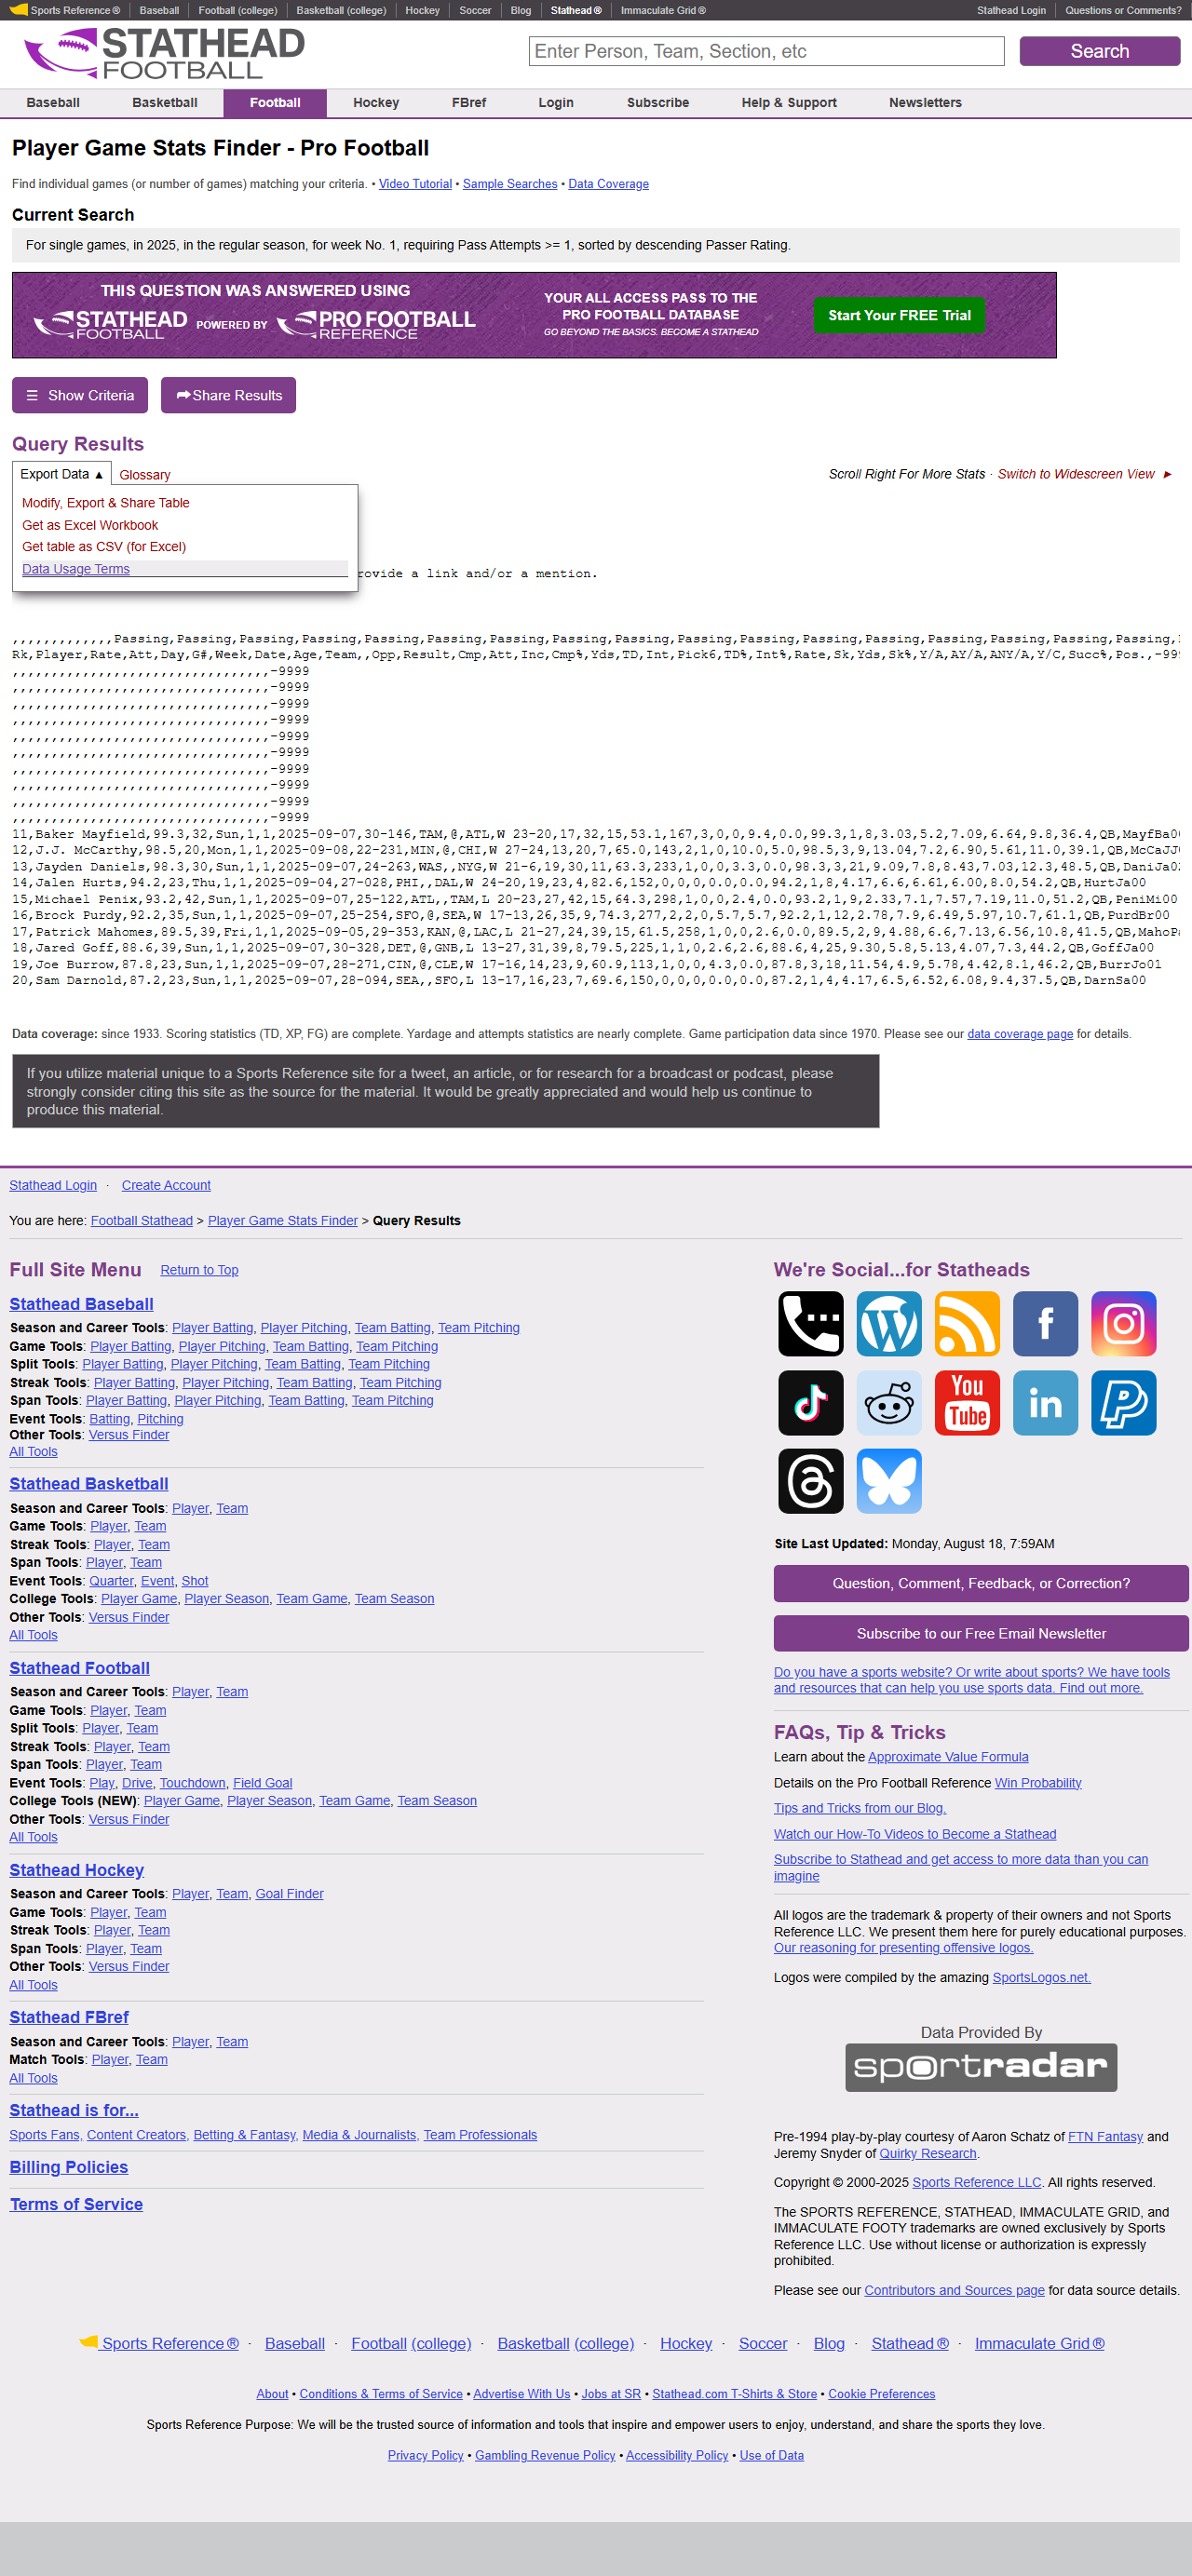 Sports Reference ® Baseball Football (college) Basketball (college) Hockey Soccer Blog Stathead ® Immaculate Grid ® Stathead Login Questions or Comments?
STATHEAD
FOOTBALL
Enter Person, Team, Section, etc
Search
Baseball Basketball Football Hockey FBref Login Subscribe Help & Support Newsletters
Player Game Stats Finder - Pro Football
Find individual games (or number of games) matching your criteria. • Video Tutorial • Sample Searches • Data Coverage
Current Search
For single games, in 2025, in the regular season, for week No. 1, requiring Pass Attempts >= 1, sorted by descending Passer Rating.
THIS QUESTION WAS ANSWERED USING
STATHEAD FOOTBALL POWERED BY PRO FOOTBALL REFERENCE
YOUR ALL ACCESS PASS TO THE
PRO FOOTBALL DATABASE
GO BEYOND THE BASICS. BECOME A STATHEAD
Start Your FREE Trial
☰ Show Criteria
Share Results
Query Results
Export Data ▲ Glossary
Scroll Right For More Stats · Switch to Widescreen View ►
Modify, Export & Share Table
Get as Excel Workbook
Get table as CSV (for Excel)
Data Usage Terms
rovide a link and/or a mention.
,,,,,,,,,,,,,Passing,Passing,Passing,Passing,Passing,Passing,Passing,Passing,Passing,Passing,Passing,Passing,Passing,Passing,Passing,Passing,Passing,
Rk,Player,Rate,Att,Day,G#,Week,Date,Age,Team,,Opp,Result,Cmp,Att,Inc,Cmp%,Yds,TD,Int,Pick6,TD%,Int%,Rate,Sk,Yds,Sk%,Y/A,AY/A,ANY/A,Y/C,Succ%,Pos.,-999
,,,,,,,,,,,,,,,,,,,,,,,,,,,,,,,,,-9999
,,,,,,,,,,,,,,,,,,,,,,,,,,,,,,,,,-9999
,,,,,,,,,,,,,,,,,,,,,,,,,,,,,,,,,-9999
,,,,,,,,,,,,,,,,,,,,,,,,,,,,,,,,,-9999
,,,,,,,,,,,,,,,,,,,,,,,,,,,,,,,,,-9999
,,,,,,,,,,,,,,,,,,,,,,,,,,,,,,,,,-9999
,,,,,,,,,,,,,,,,,,,,,,,,,,,,,,,,,-9999
,,,,,,,,,,,,,,,,,,,,,,,,,,,,,,,,,-9999
,,,,,,,,,,,,,,,,,,,,,,,,,,,,,,,,,-9999
,,,,,,,,,,,,,,,,,,,,,,,,,,,,,,,,,-9999
11,Baker Mayfield,99.3,32,Sun,1,1,2025-09-07,30-146,TAM,@,ATL,W 23-20,17,32,15,53.1,167,3,0,0,9.4,0.0,99.3,1,8,3.03,5.2,7.09,6.64,9.8,36.4,QB,MayfBa0
12,J.J. McCarthy,98.5,20,Mon,1,1,2025-09-08,22-231,MIN,@,CHI,W 27-24,13,20,7,65.0,143,2,1,0,10.0,5.0,98.5,3,9,13.04,7.2,6.90,5.61,11.0,39.1,QB,McCaJJ
13,Jayden Daniels,98.3,30,Sun,1,1,2025-09-07,24-263,WAS,,NYG,W 21-6,19,30,11,63.3,233,1,0,0,3.3,0.0,98.3,3,21,9.09,7.8,8.43,7.03,12.3,48.5,QB,DaniJa0
14,Jalen Hurts,94.2,23,Thu,1,1,2025-09-04,27-028,PHI,,DAL,W 24-20,19,23,4,82.6,152,0,0,0,0.0,0.0,94.2,1,8,4.17,6.6,6.61,6.00,8.0,54.2,QB,HurtJa00
15,Michael Penix,93.2,42,Sun,1,1,2025-09-07,25-122,ATL,,TAM,L 20-23,27,42,15,64.3,298,1,0,0,2.4,0.0,93.2,1,9,2.33,7.1,7.57,7.19,11.0,51.2,QB,PeniMi00
16,Brock Purdy,92.2,35,Sun,1,1,2025-09-07,25-254,SFO,@,SEA,W 17-13,26,35,9,74.3,277,2,2,0,5.7,5.7,92.2,1,12,2.78,7.9,6.49,5.97,10.7,61.1,QB,PurdBr00
17,Patrick Mahomes,89.5,39,Fri,1,1,2025-09-05,29-353,KAN,@,LAC,L 21-27,24,39,15,61.5,258,1,0,0,2.6,0.0,89.5,2,9,4.88,6.6,7.13,6.56,10.8,41.5,QB,MahoPa
18,Jared Goff,88.6,39,Sun,1,1,2025-09-07,30-328,DET,@,GNB,L 13-27,31,39,8,79.5,225,1,1,0,2.6,2.6,88.6,4,25,9.30,5.8,5.13,4.07,7.3,44.2,QB,GoffJa00
19,Joe Burrow,87.8,23,Sun,1,1,2025-09-07,28-271,CIN,@,CLE,W 17-16,14,23,9,60.9,113,1,0,0,4.3,0.0,87.8,3,18,11.54,4.9,5.78,4.42,8.1,46.2,QB,BurrJo01
20,Sam Darnold,87.2,23,Sun,1,1,2025-09-07,28-094,SEA,,SFO,L 13-17,16,23,7,69.6,150,0,0,0,0.0,0.0,87.2,1,4,4.17,6.5,6.52,6.08,9.4,37.5,QB,DarnSa00
Data coverage: since 1933. Scoring statistics (TD, XP, FG) are complete. Yardage and attempts statistics are nearly complete. Game participation data since 1970. Please see our data coverage page for details.
If you utilize material unique to a Sports Reference site for a tweet, an article, or for research for a broadcast or podcast, please
strongly consider citing this site as the source for the material. It would be greatly appreciated and would help us continue to
produce this material.
Stathead Login · Create Account
You are here: Football Stathead > Player Game Stats Finder > Query Results
Full Site Menu Return to Top
Stathead Baseball
Season and Career Tools: Player Batting, Player Pitching, Team Batting, Team Pitching
Game Tools: Player Batting, Player Pitching, Team Batting, Team Pitching
Split Tools: Player Batting, Player Pitching, Team Batting, Team Pitching
Streak Tools: Player Batting, Player Pitching, Team Batting, Team Pitching
Span Tools: Player Batting, Player Pitching, Team Batting, Team Pitching
Event Tools: Batting, Pitching
Other Tools: Versus Finder
All Tools
Stathead Basketball
Season and Career Tools: Player, Team
Game Tools: Player, Team
Streak Tools: Player, Team
Span Tools: Player, Team
Event Tools: Quarter, Event, Shot
College Tools: Player Game, Player Season, Team Game, Team Season
Other Tools: Versus Finder
All Tools
Stathead Football
Season and Career Tools: Player, Team
Game Tools: Player, Team
Split Tools: Player, Team
Streak Tools: Player, Team
Span Tools: Player, Team
Event Tools: Play, Drive, Touchdown, Field Goal
College Tools (NEW): Player Game, Player Season, Team Game, Team Season
Other Tools: Versus Finder
All Tools
Stathead Hockey
Season and Career Tools: Player, Team, Goal Finder
Game Tools: Player, Team
Streak Tools: Player, Team
Span Tools: Player, Team
Other Tools: Versus Finder
All Tools
Stathead FBref
Season and Career Tools: Player, Team
Match Tools: Player, Team
All Tools
Stathead is for...
Sports Fans, Content Creators, Betting & Fantasy, Media & Journalists, Team Professionals
Billing Policies
Terms of Service
We're Social...for Statheads
You
Tube
in
Site Last Updated: Monday, August 18, 7:59AM
Question, Comment, Feedback, or Correction?
Subscribe to our Free Email Newsletter
Do you have a sports website? Or write about sports? We have tools
and resources that can help you use sports data. Find out more.
FAQs, Tip & Tricks
Learn about the Approximate Value Formula
Details on the Pro Football Reference Win Probability
Tips and Tricks from our Blog.
Watch our How-To Videos to Become a Stathead
Subscribe to Stathead and get access to more data than you can
imagine
All logos are the trademark & property of their owners and not Sports
Reference LLC. We present them here for purely educational purposes.
Our reasoning for presenting offensive logos.
Logos were compiled by the amazing SportsLogos.net.
Data Provided By
sportradar
Pre-1994 play-by-play courtesy of Aaron Schatz of FTN Fantasy and
Jeremy Snyder of Quirky Research.
Copyright © 2000-2025 Sports Reference LLC. All rights reserved.
The SPORTS REFERENCE, STATHEAD, IMMACULATE GRID, and
IMMACULATE FOOTY trademarks are owned exclusively by Sports
Reference LLC. Use without license or authorization is expressly
prohibited.
Please see our Contributors and Sources page for data source details.
Sports Reference ® · Baseball · Football (college) · Basketball (college) · Hockey · Soccer · Blog · Stathead ® · Immaculate Grid ®
About • Conditions & Terms of Service • Advertise With Us • Jobs at SR • Stathead.com T-Shirts & Store • Cookie Preferences
Sports Reference Purpose: We will be the trusted source of information and tools that inspire and empower users to enjoy, understand, and share the sports they love.
Privacy Policy • Gambling Revenue Policy • Accessibility Policy • Use of Data